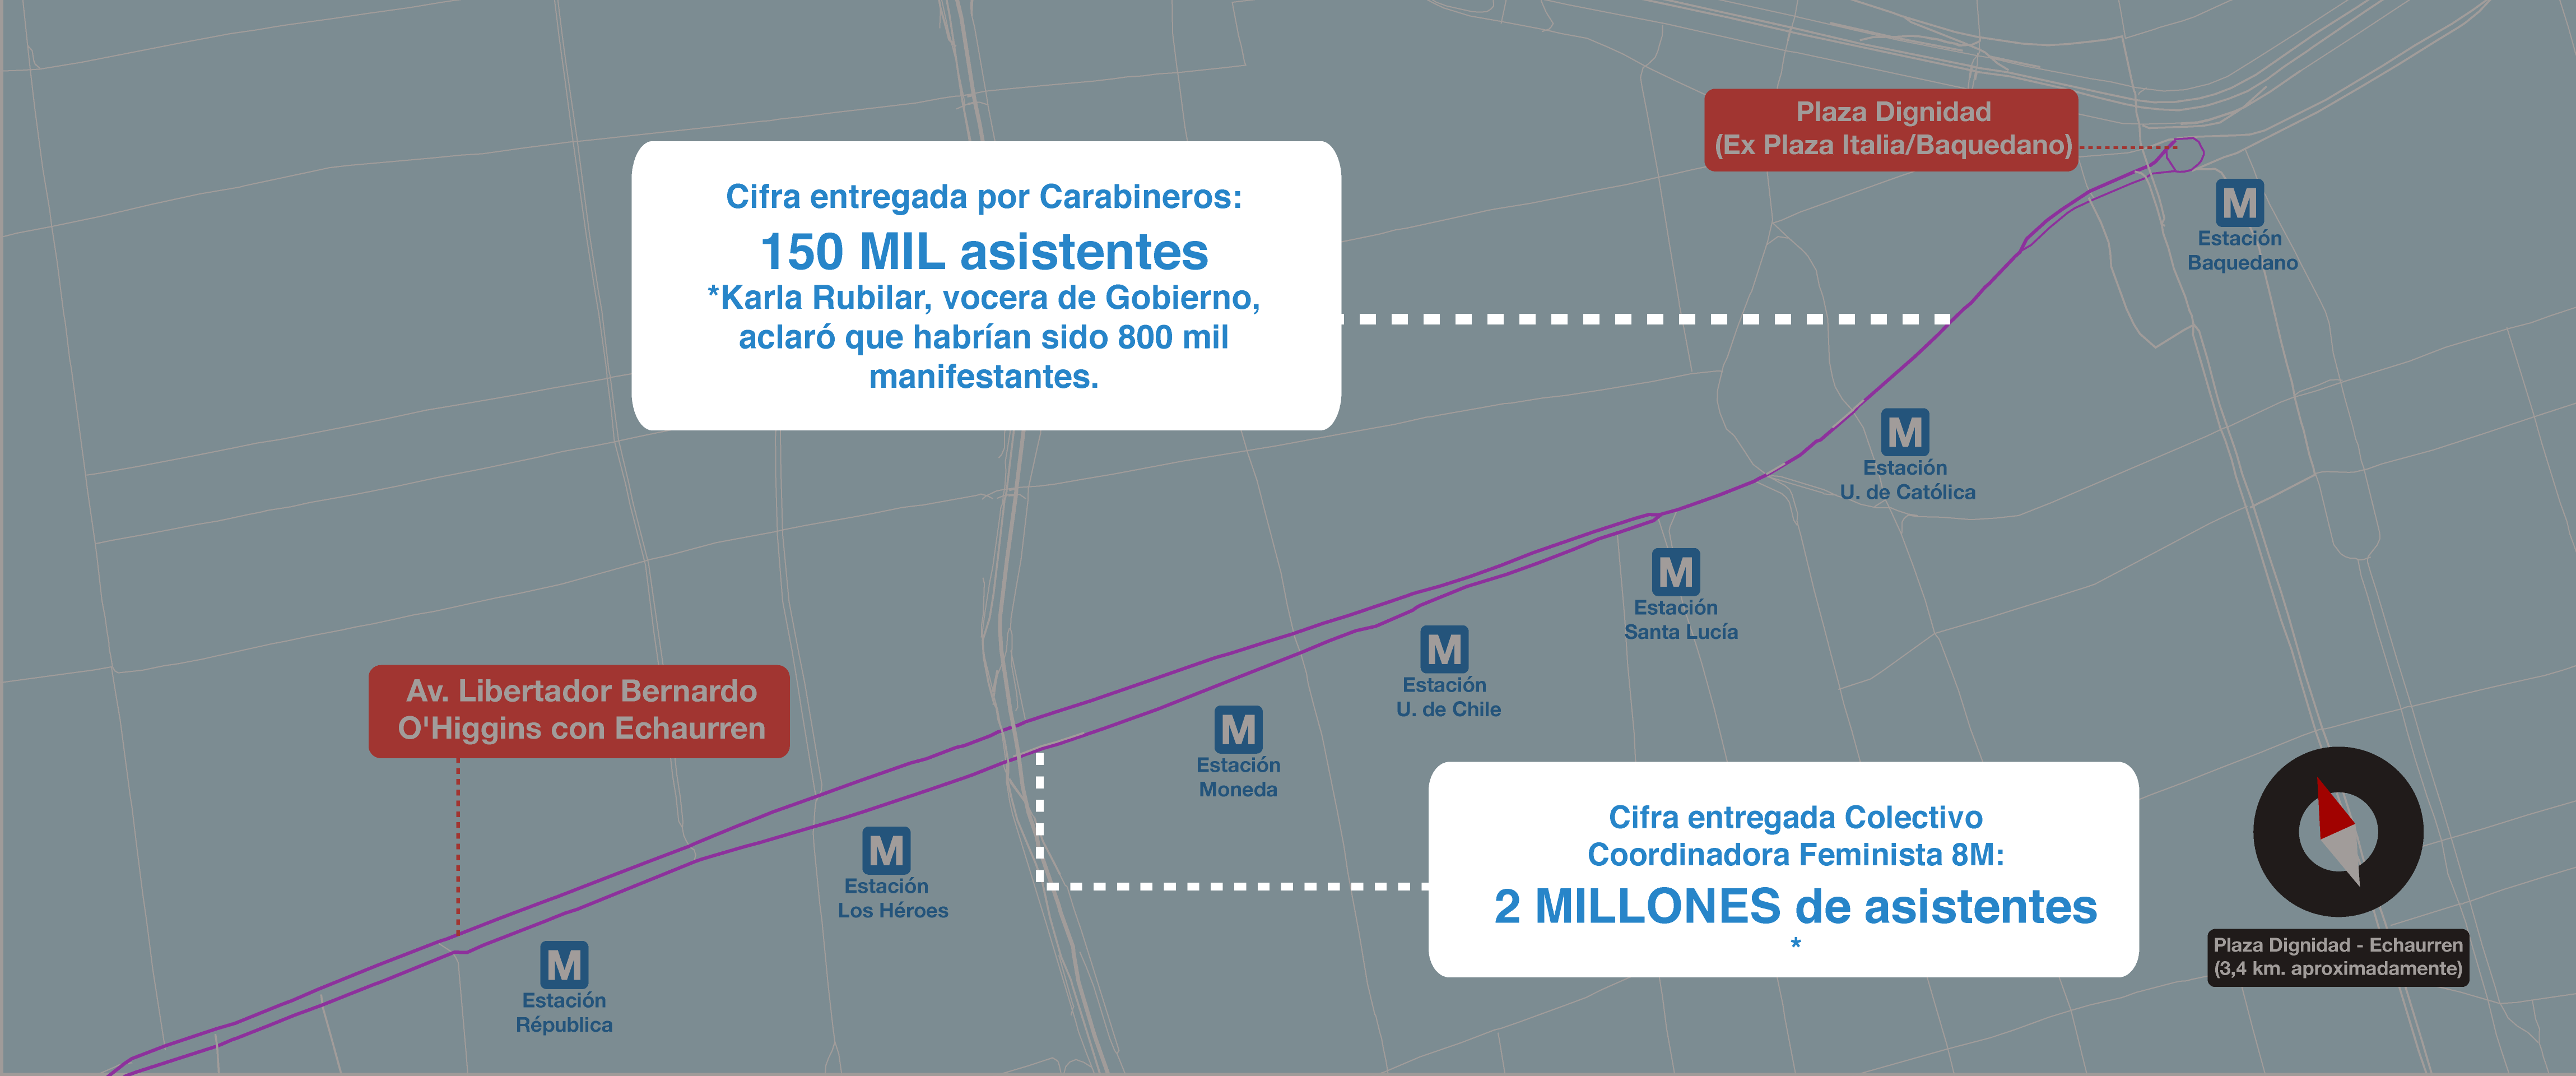 Plaza Dignidad
(Ex Plaza Italia/Baquedano)
Cifra entregada por Carabineros:
150 MIL asistentes
*Karla Rubilar, vocera de Gobierno,
aclaró que habrían sido 800 mil
manifestantes.
M
Estación
Baquedano
M
Estación
U. de Católica
M
Estación
Santa Lucía
M
Estación
U. de Chile
Av. Libertador Bernardo
O'Higgins con Echaurren
M
Estación
Moneda
Cifra entregada Colectivo
Coordinadora Feminista 8M:
2 MILLONES de asistentes
*
M
Estación
Los Héroes
M
Estación
Républica
Plaza Dignidad - Echaurren
(3,4 km. aproximadamente)